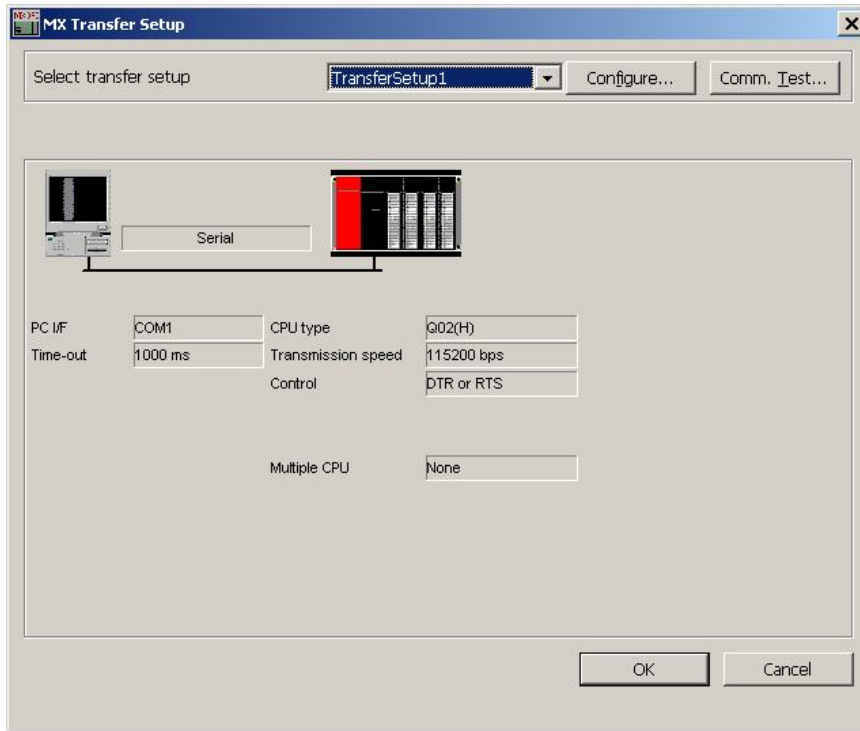 MX Transfer Setup
Select transfer setup TransferSetup1 Configure... Comm. Test...
Serial
PC I/F COM1 CPU type Q02(H)
Time-out 1000 ms Transmission speed 115200 bps
Control DTR or RTS
Multiple CPU None
OK Cancel